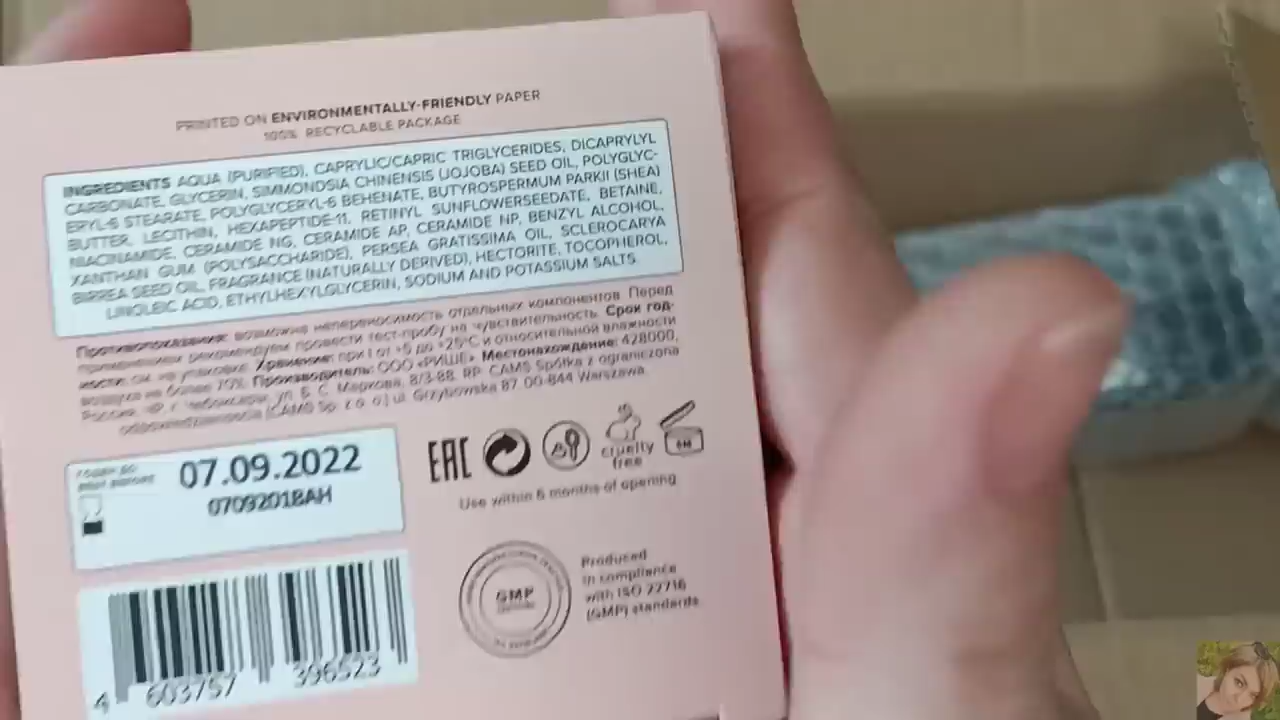 PRINTED ON ENVIRONMENTALLY-FRIENDLY PAPER
100% RECYCLABLE PACKAGE
INGREDIENTS AQUA (PURIFIED), CAPRYLIC/CAPRIC TRIGLYCERIDES, DICAPRYLYL
CARBONATE, GLYCERIN, SIMMONDSIA CHINENSIS (JOJOBA) SEED OIL, POLYGLYC-
ERYL-6 STEARATE, POLYGLYCERYL-6 BEHENATE, BUTYROSPERMUM PARKII (SHEA)
BUTTER, LECITHIN, HEXAPEPTIDE-11, RETINYL SUNFLOWERSEEDATE, BETAINE,
NIACINAMIDE, CERAMIDE NG, CERAMIDE AP, CERAMIDE NP, BENZYL ALCOHOL,
XANTHAN GUM (POLYSACCHARIDE), PERSEA GRATISSIMA OIL, SCLEROCARYA
BIRREA SEED OIL, FRAGRANCE (NATURALLY DERIVED), HECTORITE, TOCOPHEROL,
LINOLEIC ACID, ETHYLHEXYLGLYCERIN, SODIUM AND POTASSIUM SALTS
Противопоказания: возможна непереносимость отдельных компонентов. Перед
применением рекомендуем провести тест-пробу на чувствительность. Срок год-
ности: см. на упаковке. Хранение: при t от +5 до +25°C и относительной влажности
воздуха не более 70%. Производитель: ООО «РИШЕ». Местонахождение: 428000,
Россия, ЧР, г. Чебоксары, ул. Б. С. Маркова, 8/3-88. RP: CAMS Spółka z ograniczona
(CAMS Sp. z o. o.) ul. Grzybowska 87, 00-844 Warszawa.
07.09.2022
0709201BAH
EAC
cruelty
free
6M
Use within 6 months of opening
GMP
Produced
in compliance
with ISO 22716
(GMP) standards
4 603757 396523